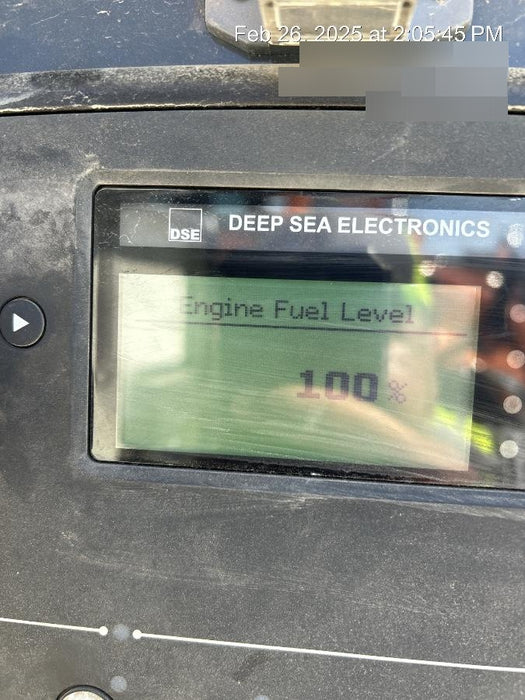 Feb 26, 2025 at 2:05:45 PM
DSE
DEEP SEA ELECTRONICS
Engine Fuel Level
100%